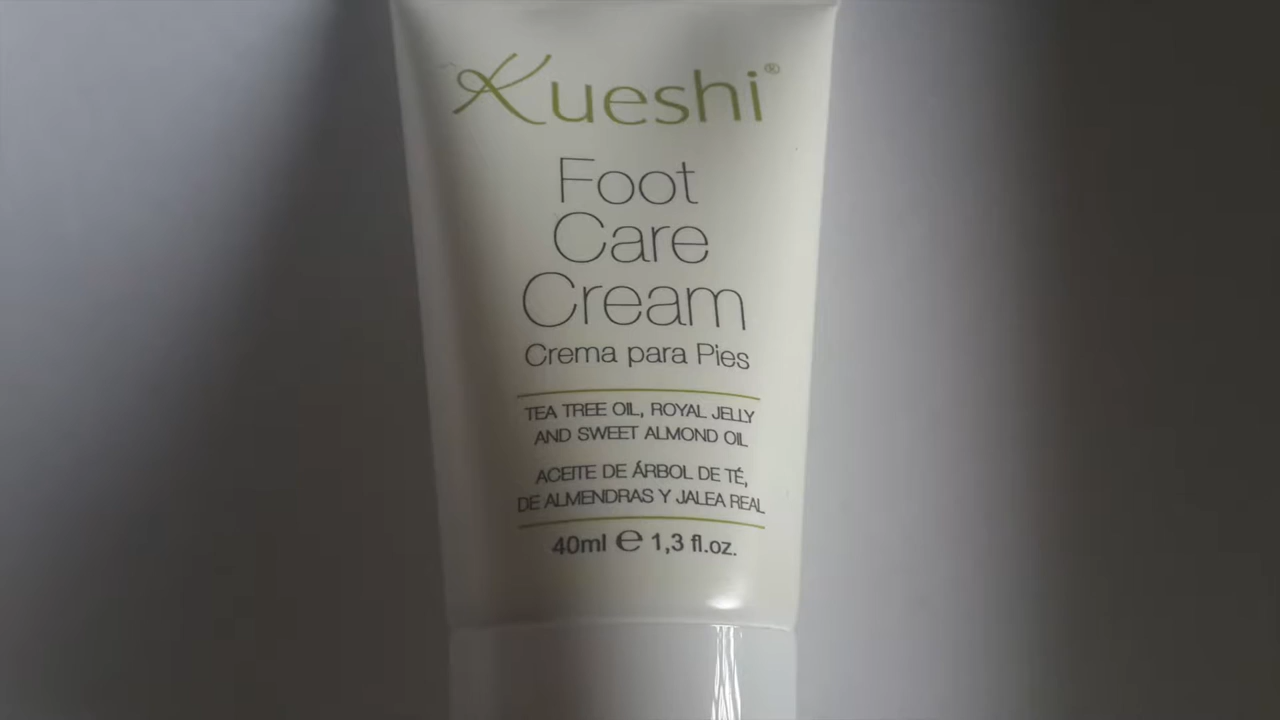 Kueshi®
Foot
Care
Cream
Crema para Pies
TEA TREE OIL, ROYAL JELLY
AND SWEET ALMOND OIL
ACEITE DE ÁRBOL DE TÉ,
DE ALMENDRAS Y JALEA REAL
40ml ℮ 1,3 fl.oz.